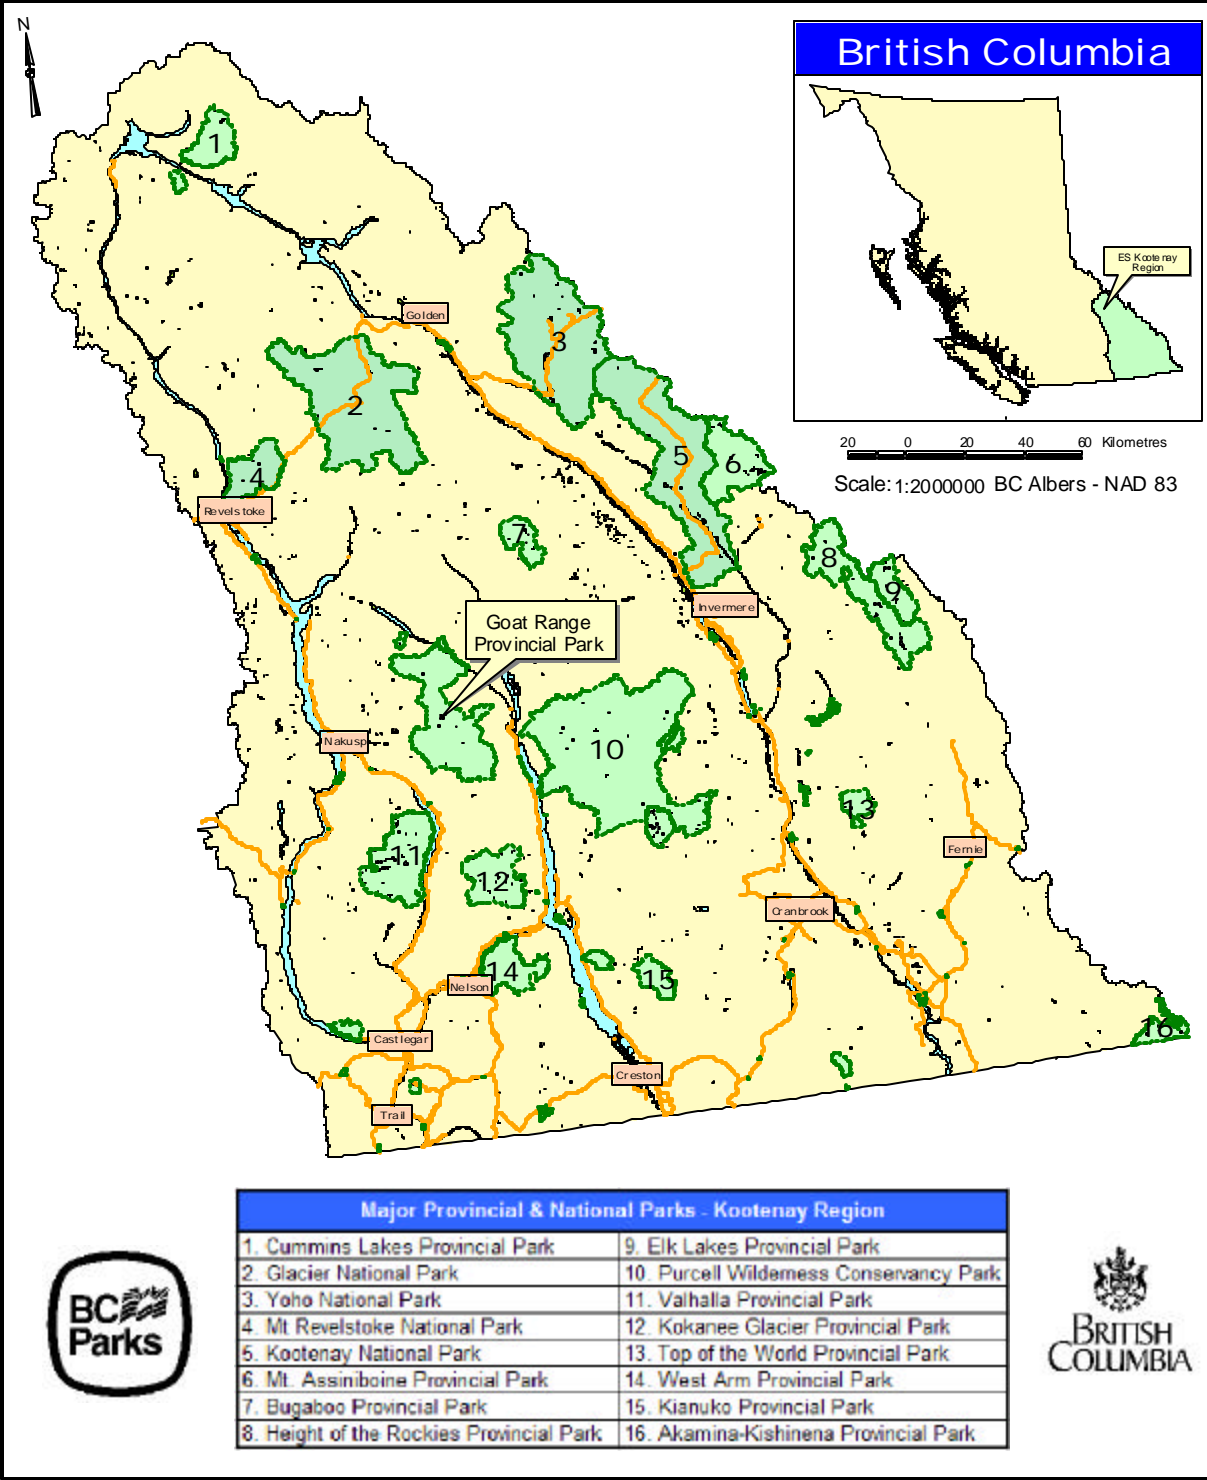 N
British Columbia
ES Kootenay
Region
20 0 20 40 60 Kilometres
Scale: 1:2000000 BC Albers - NAD 83
1
Golden
3
2
5
6
4
Revelstoke
7
8
9
Invermere
Goat Range
Provincial Park
Nakusp
10
13
Fernie
11
12
Cranbrook
14
15
Nelson
16
Castlegar
Creston
Trail
Major Provincial & National Parks - Kootenay Region
1. Cummins Lakes Provincial Park
9. Elk Lakes Provincial Park
2. Glacier National Park
10. Purcell Wilderness Conservancy Park
3. Yoho National Park
11. Valhalla Provincial Park
4. Mt Revelstoke National Park
12. Kokanee Glacier Provincial Park
5. Kootenay National Park
13. Top of the World Provincial Park
6. Mt. Assiniboine Provincial Park
14. West Arm Provincial Park
7. Bugaboo Provincial Park
15. Kianuko Provincial Park
8. Height of the Rockies Provincial Park
16. Akamina-Kishinena Provincial Park
BC
Parks
BRITISH
COLUMBIA